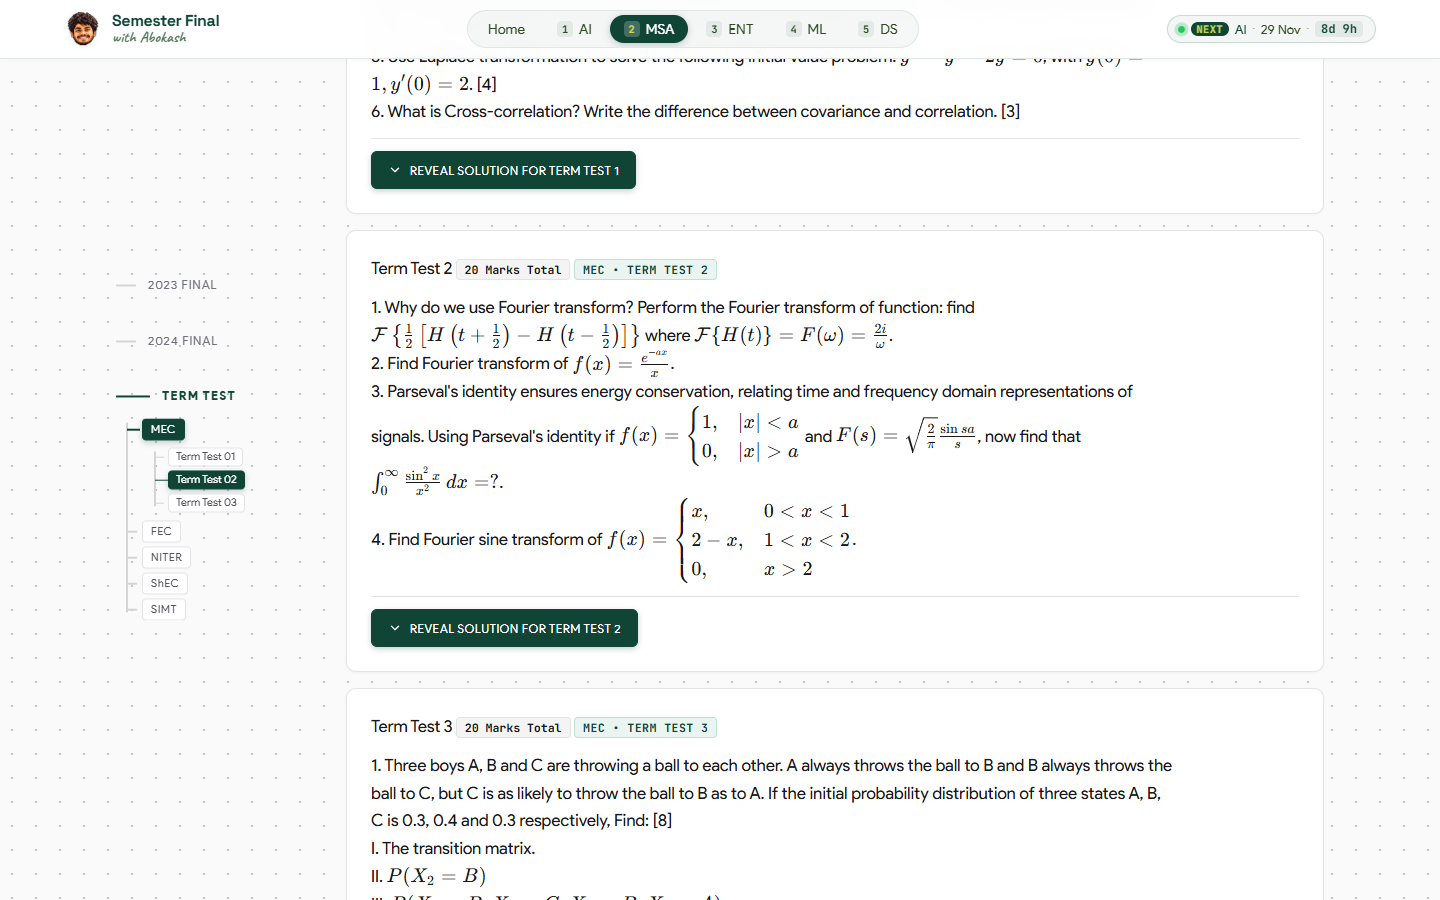 Semester Final
with Abokash
Home
1 AI
2 MSA
3 ENT
4 ML
5 DS
NEXT AI · 29 Nov · 8d 9h
1, y′(0) = 2. [4]
6. What is Cross-correlation? Write the difference between covariance and correlation. [3]
REVEAL SOLUTION FOR TERM TEST 1
2023 FINAL
2024 FINAL
TERM TEST
MEC
Term Test 01
Term Test 02
Term Test 03
FEC
NITER
ShEC
SIMT
Term Test 2 20 Marks Total MEC • TERM TEST 2
1. Why do we use Fourier transform? Perform the Fourier transform of function: find
ℱ {1/2 [H (t + 1/2) − H (t − 1/2)]} where ℱ{H(t)} = F(ω) = 2i/ω.
2. Find Fourier transform of f(x) = e^{−ax}/x.
3. Parseval's identity ensures energy conservation, relating time and frequency domain representations of
signals. Using Parseval's identity if f(x) = {1, |x| < a; 0, |x| > a and F(s) = √(2/π) sin sa/s, now find that
∫₀^∞ sin² x/x² dx =?.
4. Find Fourier sine transform of f(x) = {x, 0 < x < 1; 2 − x, 1 < x < 2; 0, x > 2.
REVEAL SOLUTION FOR TERM TEST 2
Term Test 3 20 Marks Total MEC • TERM TEST 3
1. Three boys A, B and C are throwing a ball to each other. A always throws the ball to B and B always throws the
ball to C, but C is as likely to throw the ball to B as to A. If the initial probability distribution of three states A, B,
C is 0.3, 0.4 and 0.3 respectively, Find: [8]
I. The transition matrix.
II. P(X₂ = B)